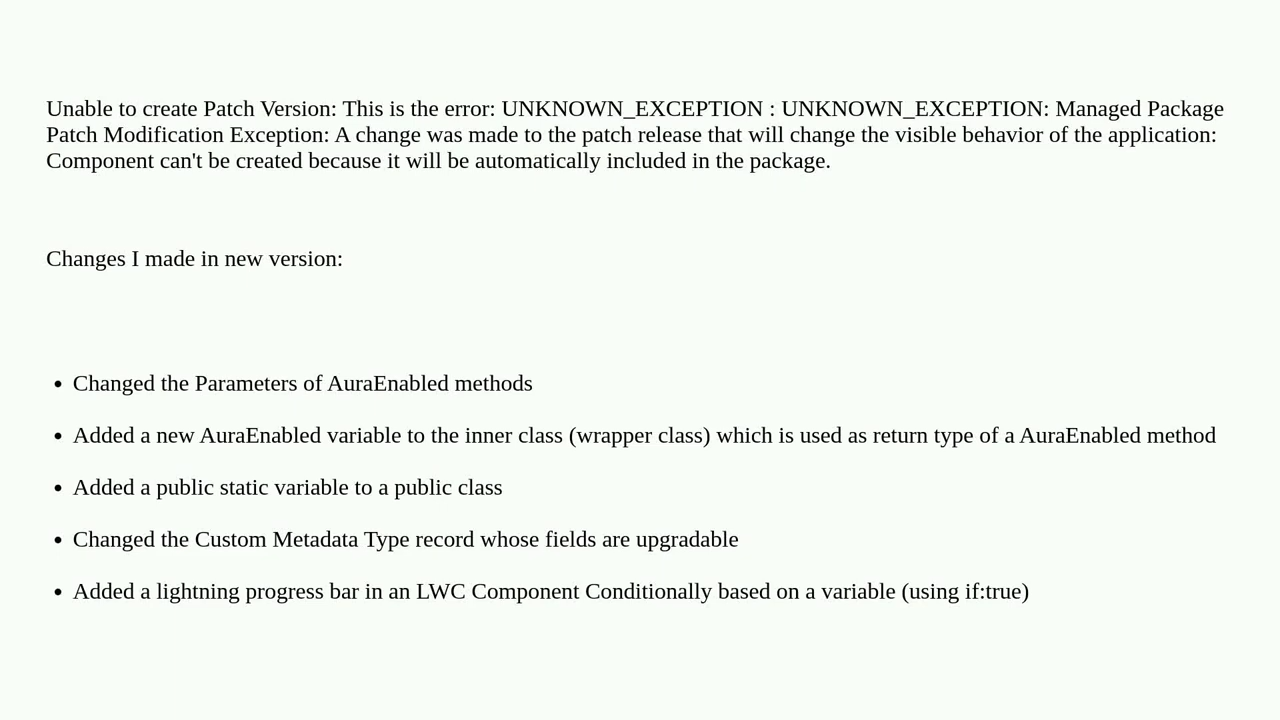 Unable to create Patch Version: This is the error: UNKNOWN_EXCEPTION : UNKNOWN_EXCEPTION: Managed Package
Patch Modification Exception: A change was made to the patch release that will change the visible behavior of the application:
Component can't be created because it will be automatically included in the package.
Changes I made in new version:
• Changed the Parameters of AuraEnabled methods
• Added a new AuraEnabled variable to the inner class (wrapper class) which is used as return type of a AuraEnabled method
• Added a public static variable to a public class
• Changed the Custom Metadata Type record whose fields are upgradable
• Added a lightning progress bar in an LWC Component Conditionally based on a variable (using if:true)